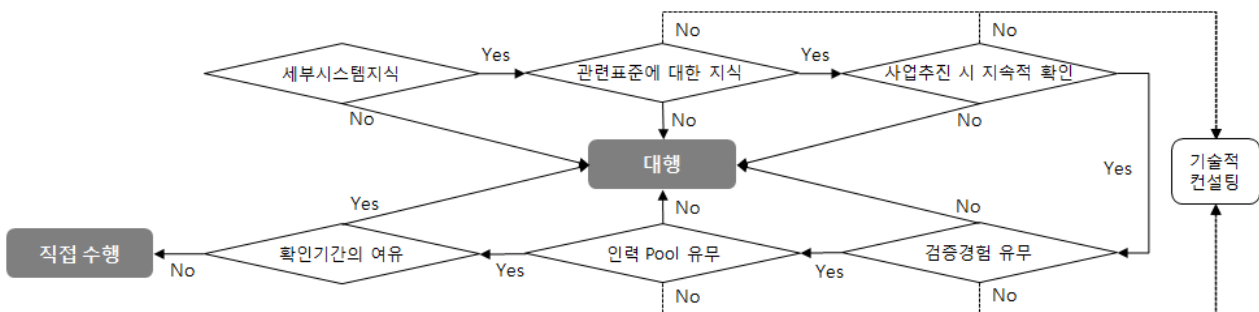 No
No
세부시스템지식
Yes
관련표준에 대한 지식
Yes
사업추진 시 지속적 확인
No
No
No
대행
Yes
기술적
컨설팅
Yes
No
No
직접 수행
No
확인기간의 여유
Yes
인력 Pool 유무
Yes
검증경험 유무
No
No